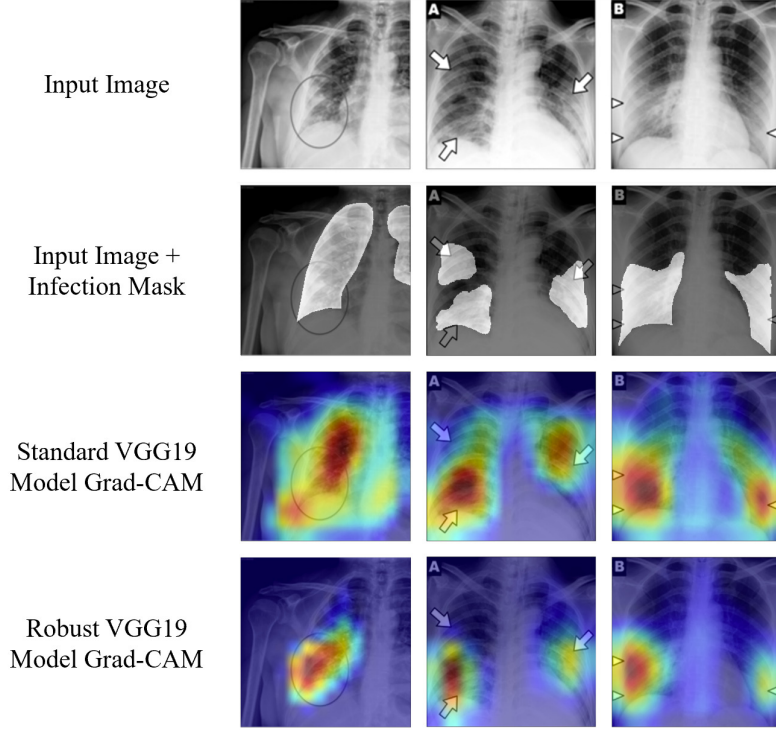 A
B
Input Image
A
B
Input Image +
Infection Mask
A
B
Standard VGG19
Model Grad-CAM
A
B
Robust VGG19
Model Grad-CAM